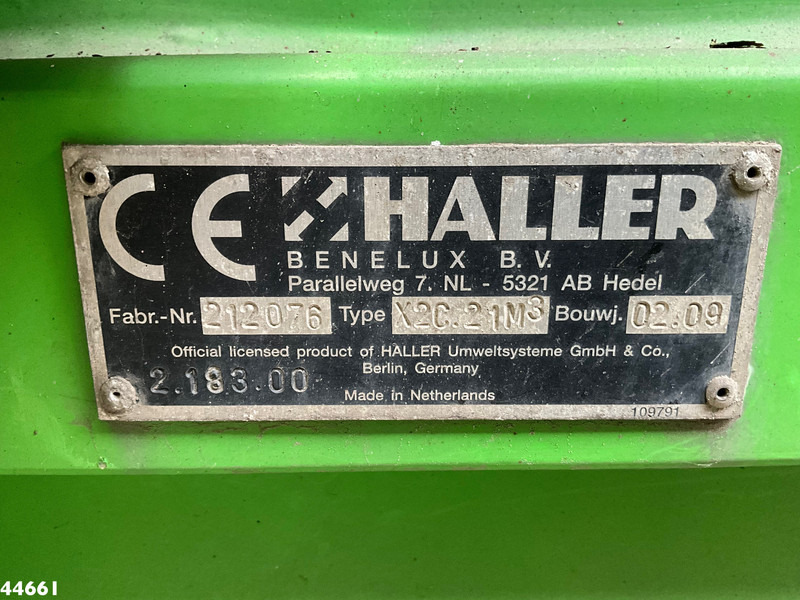 CE HALLER
BENELUX B.V.
Parallelweg 7. NL - 5321 AB Hedel
Fabr.-Nr. 212076 Type X2C.21M³ Bouwj. 02.09
Official licensed product of HALLER Umweltsysteme GmbH & Co.,
Berlin, Germany
2.183.00
Made in Netherlands
109791
44661